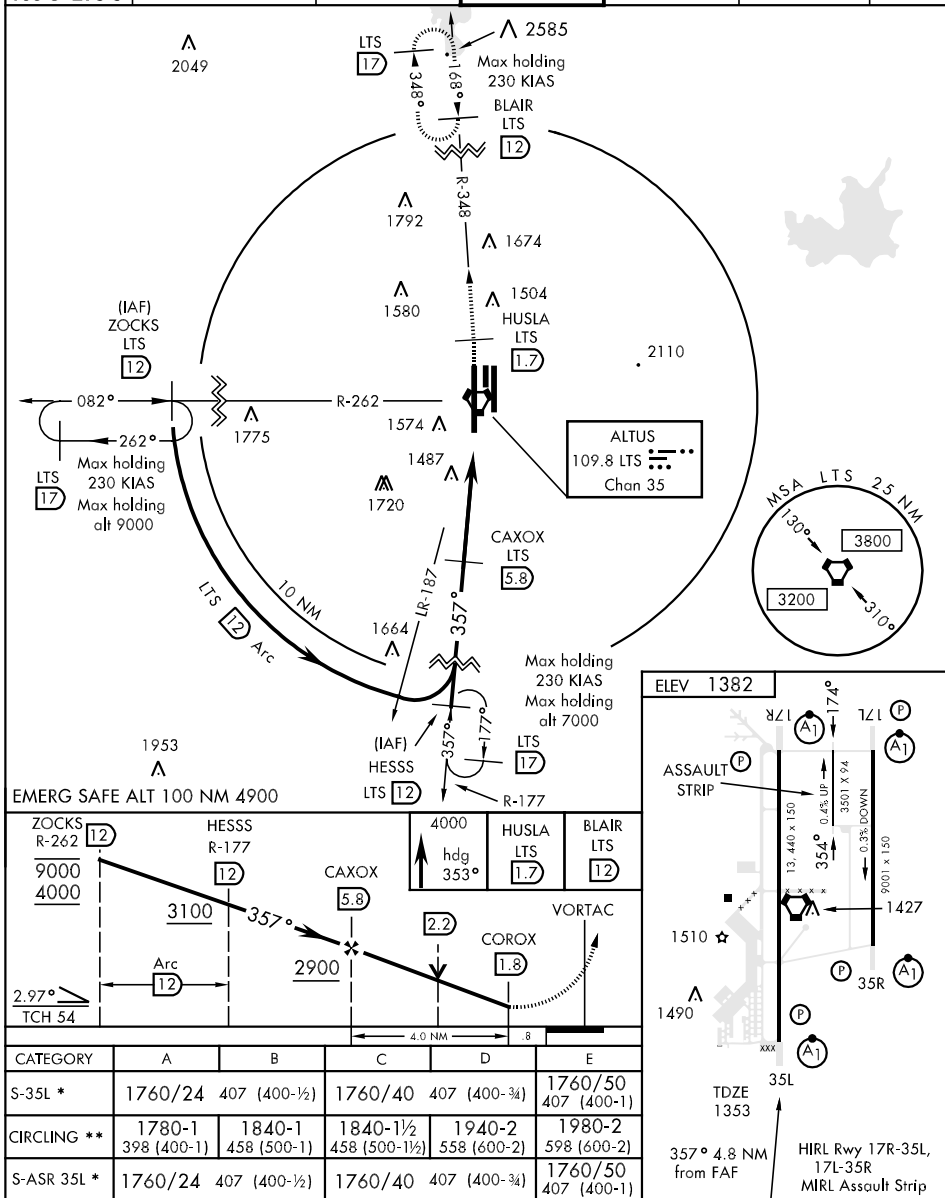 2049
LTS
17
2585
Max holding
230 KIAS
348°
168°
BLAIR
LTS
12
R-348
1792
1674
1580
1504
HUSLA
LTS
1.7
(IAF)
ZOCKS
LTS
12
2110
082°
R-262
262°
1775
1574
1487
1720
LTS
17
Max holding
230 KIAS
Max holding
alt 9000
ALTUS
109.8 LTS
Chan 35
MSA LTS 25 NM
130°
3800
3200
310°
CAXOX
LTS
5.8
LR-187
357°
10 NM
LTS 12 Arc
1664
Max holding
230 KIAS
Max holding
alt 7000
(IAF)
HESSS
LTS 12
357°
177°
LTS
17
R-177
1953
EMERG SAFE ALT 100 NM 4900
ELEV 1382
174°
17R
17L
A1
P
A1
ASSAULT
STRIP
P
0.4% UP
3501 X 94
354°
13,440 x 150
0.3% DOWN
9001 x 150
x x x x
1427
1510
1490
P
35R
A1
P
A1
xxx
35L
TDZE
1353
357° 4.8 NM
from FAF
HIRL Rwy 17R-35L,
17L-35R
MIRL Assault Strip
ZOCKS
R-262
12
9000
4000
HESSS
R-177
12
3100
357°
CAXOX
5.8
2900
4000
hdg
353°
HUSLA
LTS
1.7
BLAIR
LTS
12
2.2
VORTAC
COROX
1.8
Arc
12
2.97°
TCH 54
4.0 NM
.8
CATEGORY A B C D E
S-35L * 1760/24 407 (400-½) 1760/40 407 (400-¾) 1760/50 407 (400-1)
CIRCLING ** 1780-1 398 (400-1) 1840-1 458 (500-1) 1840-1½ 458 (500-1½) 1940-2 558 (600-2) 1980-2 598 (600-2)
S-ASR 35L * 1760/24 407 (400-½) 1760/40 407 (400-¾) 1760/50 407 (400-1)